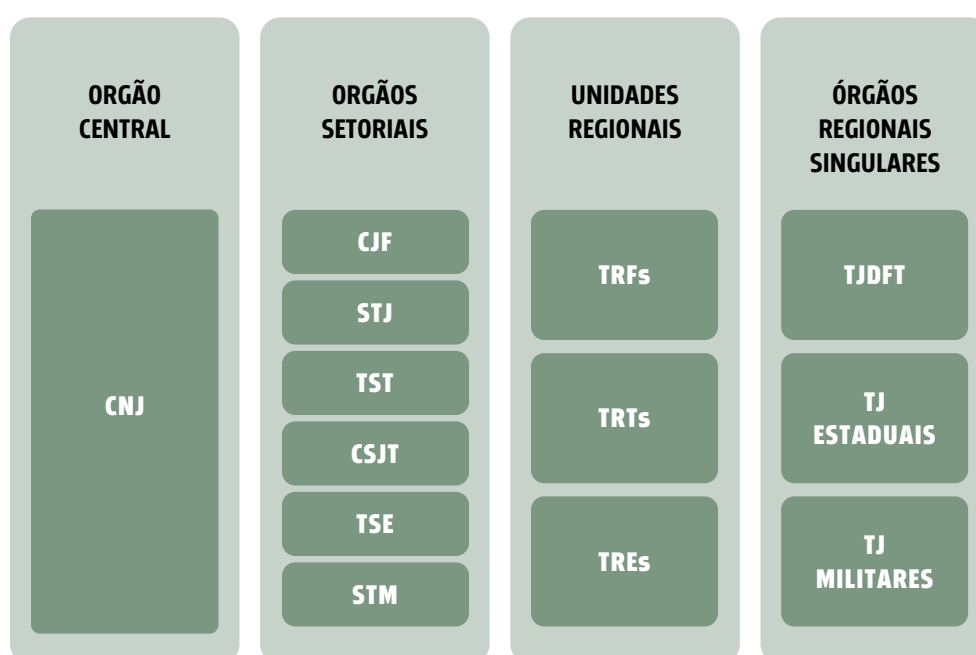 ORGÃO
CENTRAL
CNJ
ORGÃOS
SETORIAIS
CJF
STJ
TST
CSJT
TSE
STM
UNIDADES
REGIONAIS
TRFs
TRTs
TREs
ÓRGÃOS
REGIONAIS
SINGULARES
TJDFT
TJ
ESTADUAIS
TJ
MILITARES